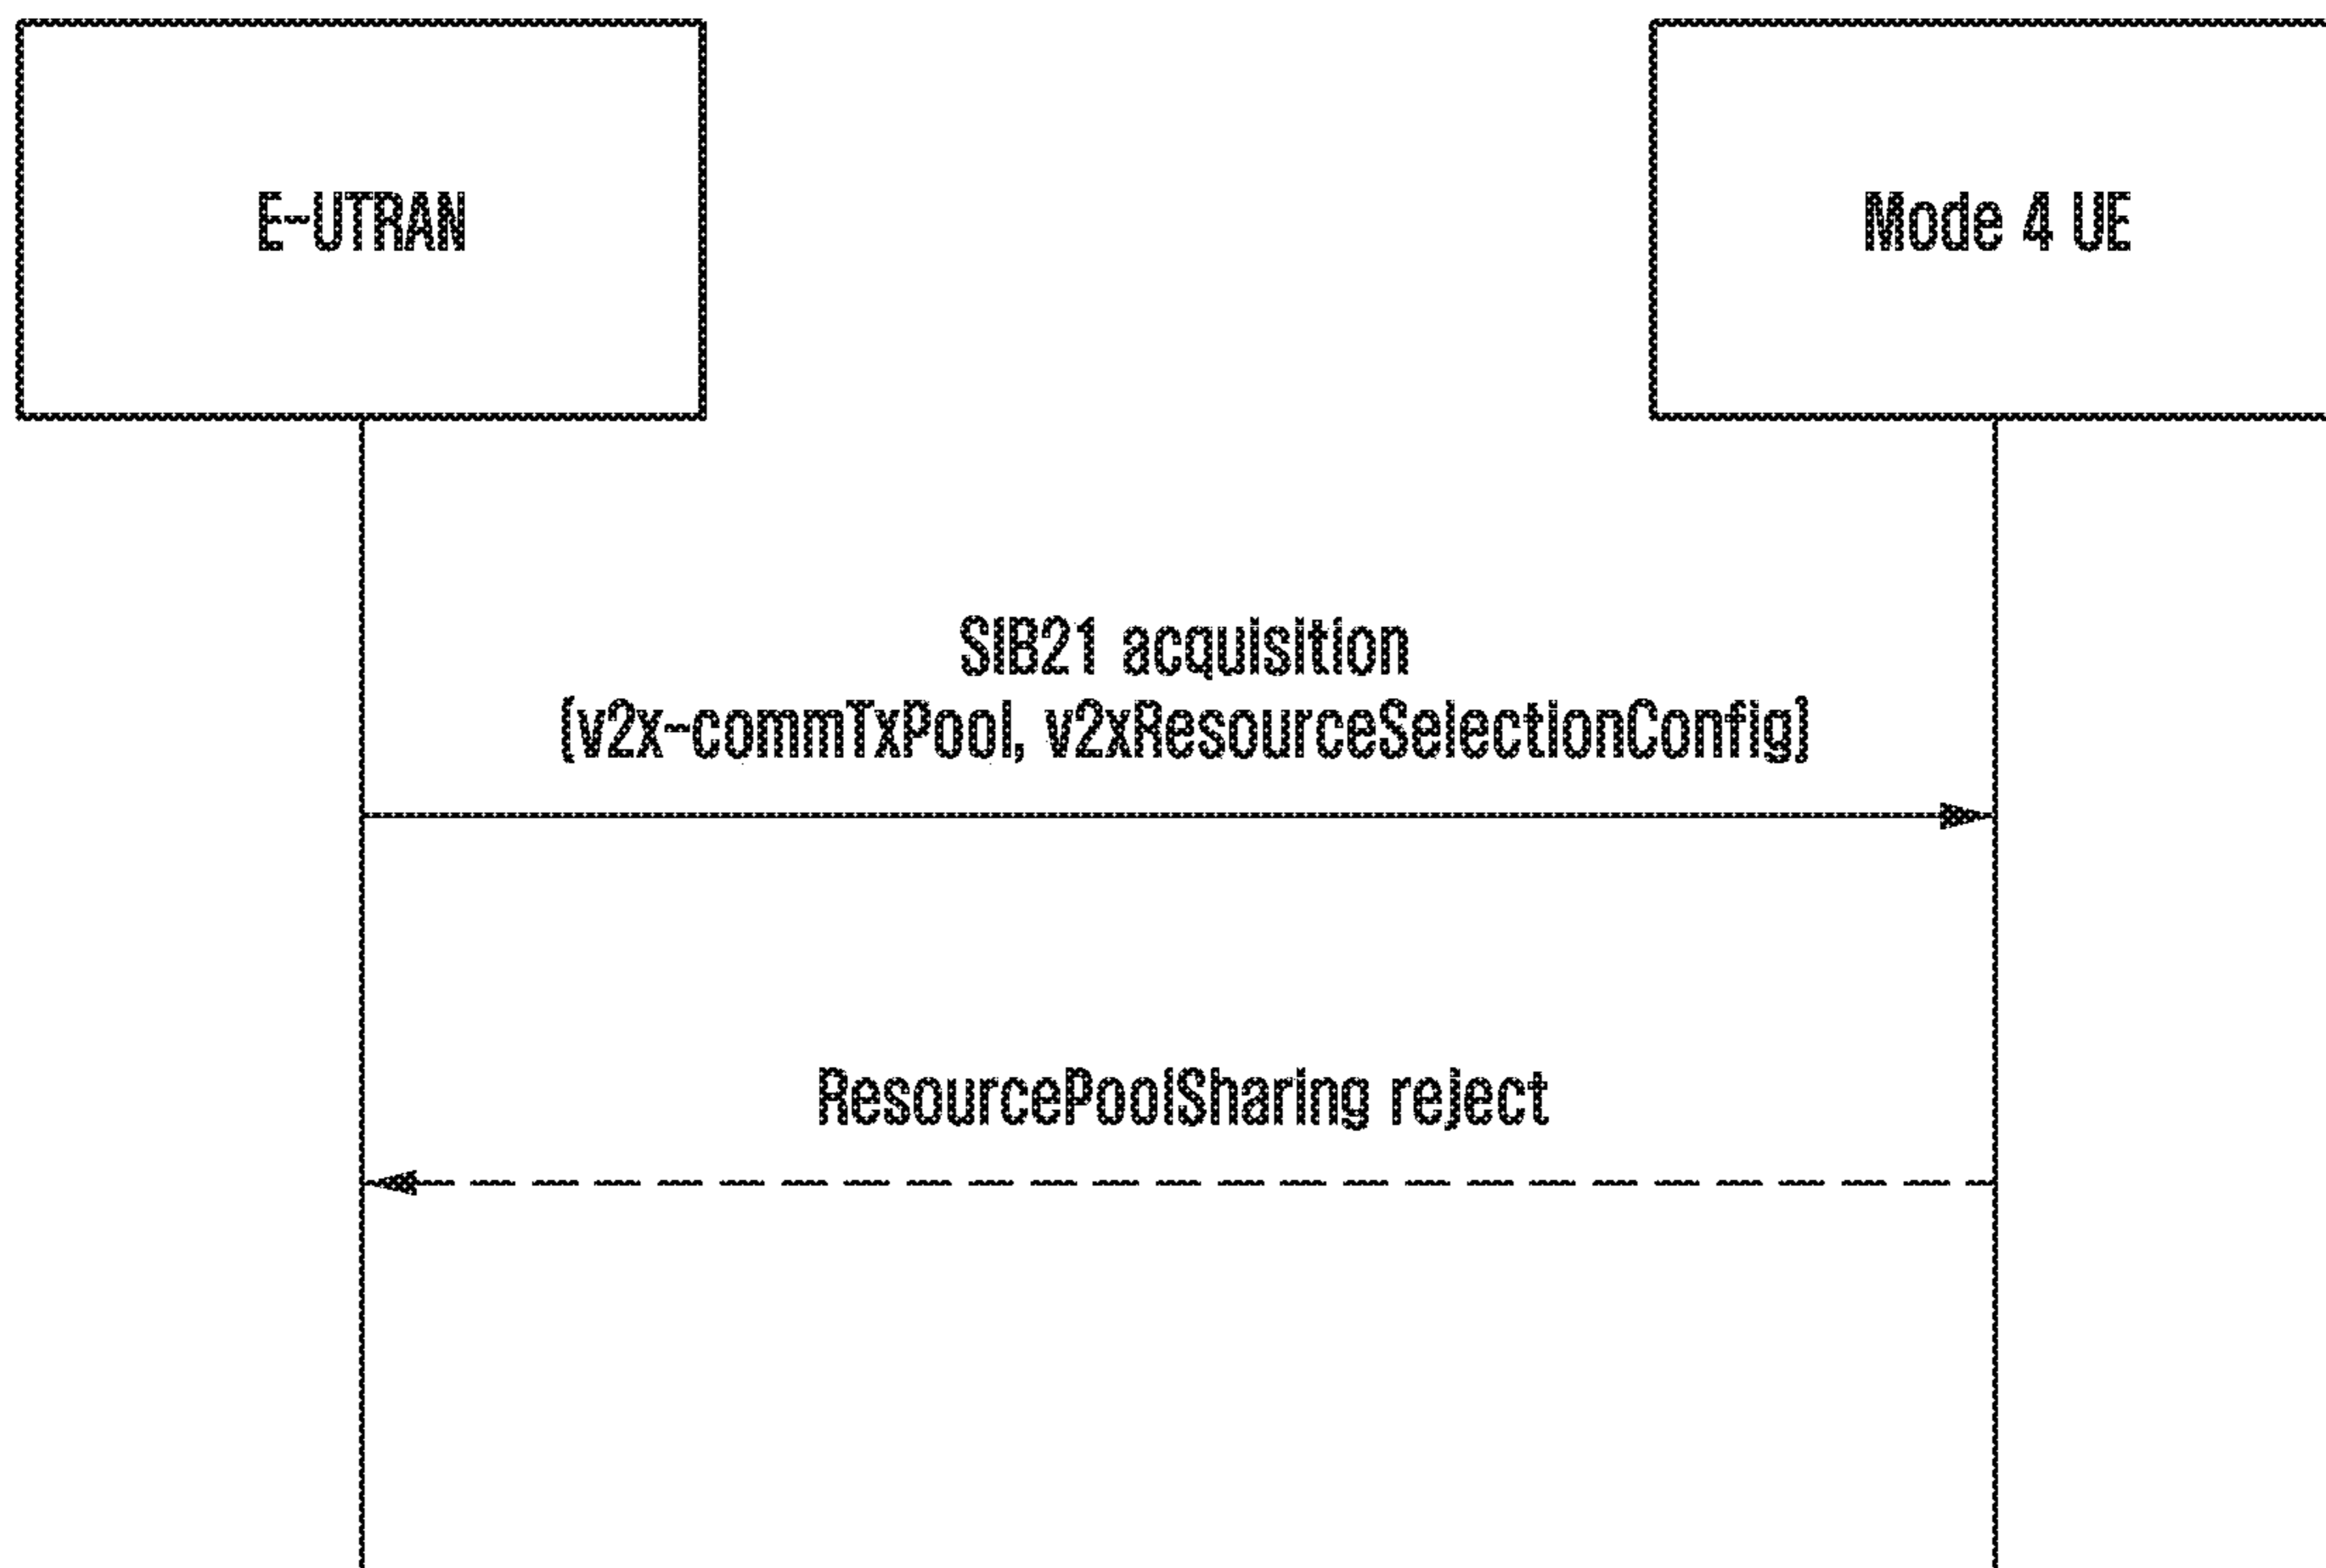 E-UTRAN
Mode 4 UE
SIB21 acquisition
(v2x-commTxPool, v2xResourceSelectionConfig)
ResourcePoolSharing reject